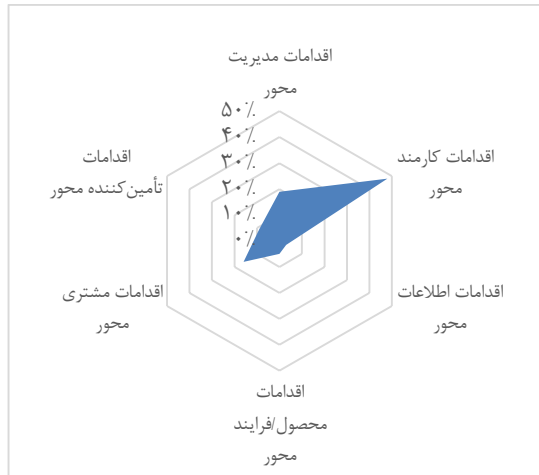 اقدامات مدیریت
محور
۵۰٪
۴۰٪
۳۰٪
۲۰٪
۱۰٪
۰٪
اقدامات کارمند
محور
اقدامات اطلاعات
محور
اقدامات
محصول/فرایند
محور
اقدامات مشتری
محور
اقدامات
تأمین‌کننده محور